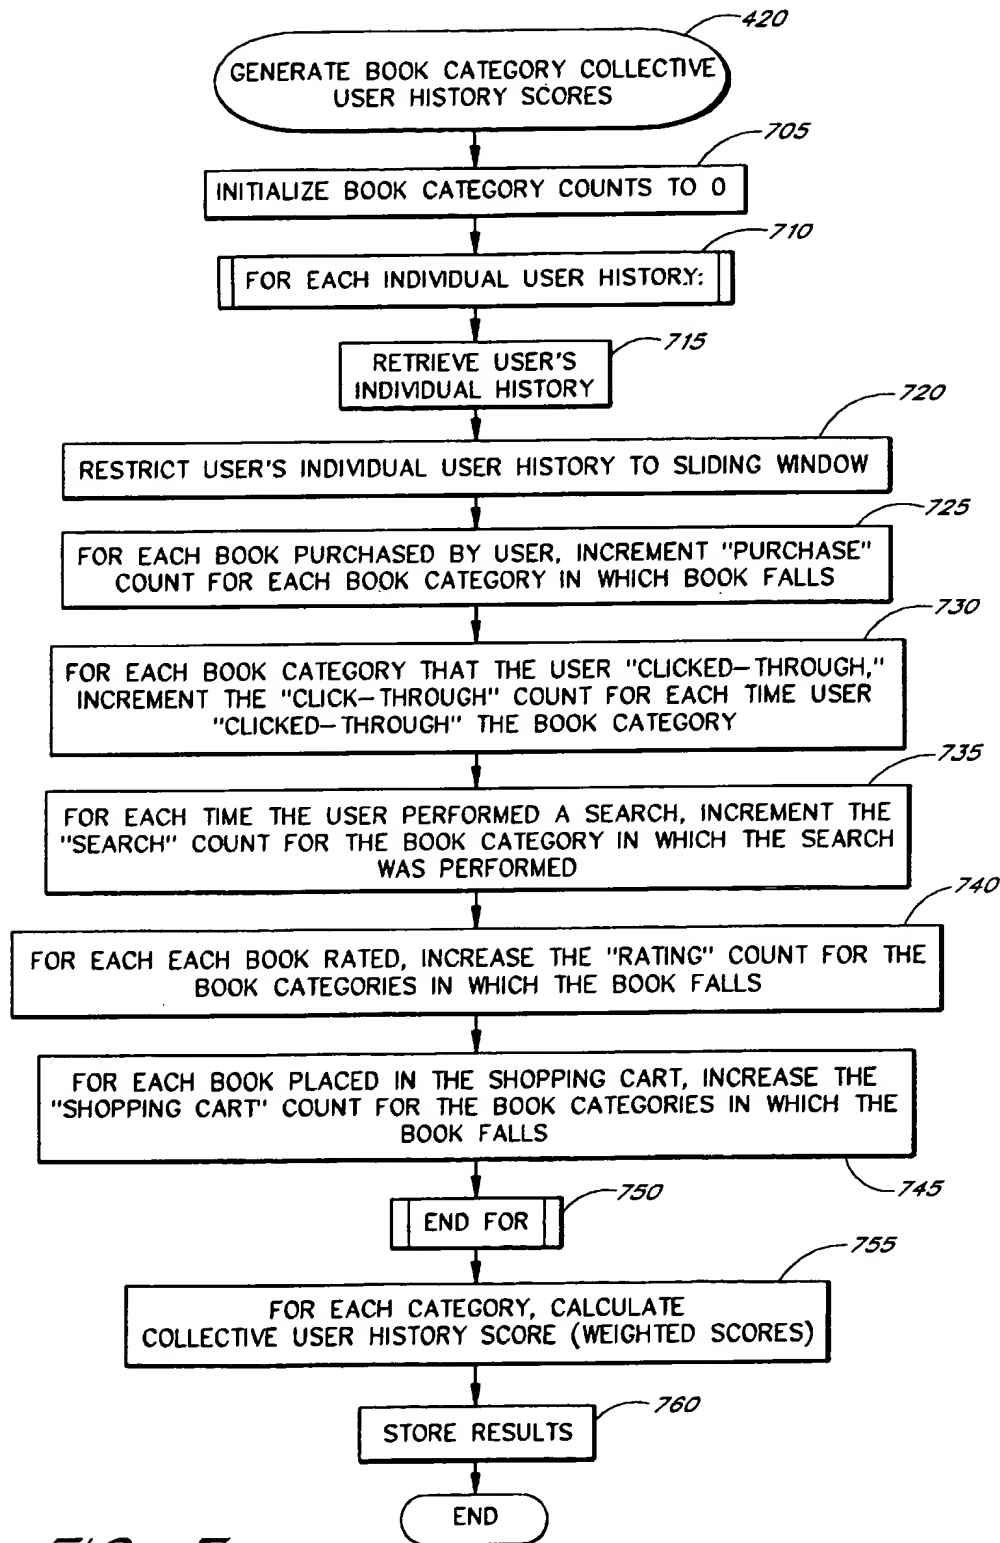 420
GENERATE BOOK CATEGORY COLLECTIVE
USER HISTORY SCORES
705
INITIALIZE BOOK CATEGORY COUNTS TO 0
710
FOR EACH INDIVIDUAL USER HISTORY:
715
RETRIEVE USER'S
INDIVIDUAL HISTORY
720
RESTRICT USER'S INDIVIDUAL USER HISTORY TO SLIDING WINDOW
725
FOR EACH BOOK PURCHASED BY USER, INCREMENT "PURCHASE"
COUNT FOR EACH BOOK CATEGORY IN WHICH BOOK FALLS
730
FOR EACH BOOK CATEGORY THAT THE USER "CLICKED-THROUGH,"
INCREMENT THE "CLICK-THROUGH" COUNT FOR EACH TIME USER
"CLICKED-THROUGH" THE BOOK CATEGORY
735
FOR EACH TIME THE USER PERFORMED A SEARCH, INCREMENT THE
"SEARCH" COUNT FOR THE BOOK CATEGORY IN WHICH THE SEARCH
WAS PERFORMED
740
FOR EACH EACH BOOK RATED, INCREASE THE "RATING" COUNT FOR THE
BOOK CATEGORIES IN WHICH THE BOOK FALLS
FOR EACH BOOK PLACED IN THE SHOPPING CART, INCREASE THE
"SHOPPING CART" COUNT FOR THE BOOK CATEGORIES IN WHICH THE
BOOK FALLS
745
750
END FOR
755
FOR EACH CATEGORY, CALCULATE
COLLECTIVE USER HISTORY SCORE (WEIGHTED SCORES)
760
STORE RESULTS
END